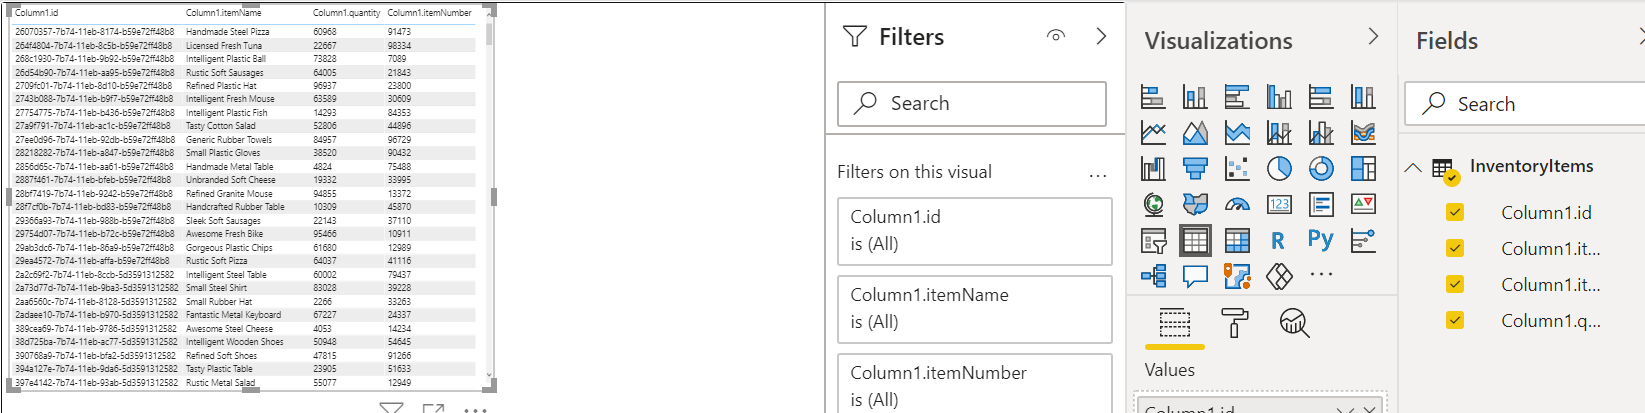 Column1.id Column1.itemName Column1.quantity Column1.itemNumber
26070357-7b74-11eb-8174-b59e72ff48b8 Handmade Steel Pizza 60968 91473
264f4804-7b74-11eb-8c5b-b59e72ff48b8 Licensed Fresh Tuna 22667 98334
268c1930-7b74-11eb-9b92-b59e72ff48b8 Intelligent Plastic Ball 73828 7089
26d54b90-7b74-11eb-aa95-b59e72ff48b8 Rustic Soft Sausages 64005 21843
2709fc01-7b74-11eb-8d10-b59e72ff48b8 Refined Plastic Hat 96937 23800
2743b088-7b74-11eb-b9f7-b59e72ff48b8 Intelligent Fresh Mouse 63589 30609
27754775-7b74-11eb-b436-b59e72ff48b8 Intelligent Plastic Fish 14293 84353
27a9f791-7b74-11eb-ac1c-b59e72ff48b8 Tasty Cotton Salad 52806 44896
27ee0d96-7b74-11eb-92db-b59e72ff48b8 Generic Rubber Towels 84957 96729
28218282-7b74-11eb-a847-b59e72ff48b8 Small Plastic Gloves 38520 90432
2856d65c-7b74-11eb-aa61-b59e72ff48b8 Handmade Metal Table 4824 75488
2887f461-7b74-11eb-bfeb-b59e72ff48b8 Unbranded Soft Cheese 19332 33995
28bf7419-7b74-11eb-9242-b59e72ff48b8 Refined Granite Mouse 94855 13372
28f7cf0b-7b74-11eb-bd83-b59e72ff48b8 Handcrafted Rubber Table 10309 45870
29366a93-7b74-11eb-988b-b59e72ff48b8 Sleek Soft Sausages 22143 37110
29754d07-7b74-11eb-b72c-b59e72ff48b8 Awesome Fresh Bike 95466 10911
29ab3dc6-7b74-11eb-86a9-b59e72ff48b8 Gorgeous Plastic Chips 61680 12989
29ea4572-7b74-11eb-affa-b59e72ff48b8 Rustic Soft Pizza 64037 41116
2a2c69f2-7b74-11eb-8ccb-5d3591312582 Intelligent Steel Table 60002 79437
2a73d77d-7b74-11eb-9ba3-5d3591312582 Small Steel Shirt 83028 39228
2aa6560c-7b74-11eb-8128-5d3591312582 Small Rubber Hat 2266 33263
2adaee10-7b74-11eb-b970-5d3591312582 Fantastic Metal Keyboard 67227 24337
389cea69-7b74-11eb-9786-5d3591312582 Awesome Steel Cheese 4053 14234
38d725ba-7b74-11eb-ac77-5d3591312582 Intelligent Wooden Shoes 50948 54645
390768a9-7b74-11eb-bfa2-5d3591312582 Refined Soft Shoes 47815 91266
394a127e-7b74-11eb-9da6-5d3591312582 Tasty Plastic Table 23905 51633
397e4142-7b74-11eb-93ab-5d3591312582 Rustic Metal Salad 55077 12949
Filters
Search
Filters on this visual ...
Column1.id
is (All)
Column1.itemName
is (All)
Column1.itemNumber
is (All)
Visualizations
123
R Py
...
Values
Column1.id
Fields
Search
InventoryItems
Column1.id
Column1.it...
Column1.it...
Column1.q...